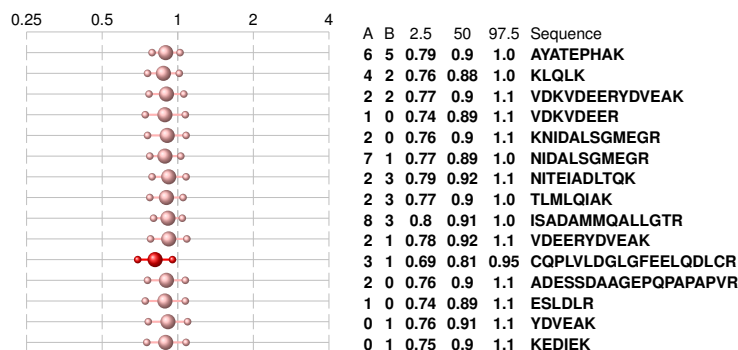 0.25 0.5 1 2 4
A B 2.5 50 97.5 Sequence
6 5 0.79 0.9 1.0 AYATEPHAK
4 2 0.76 0.88 1.0 KLQLK
2 2 0.77 0.9 1.1 VDKVDEERYDVEAK
1 0 0.74 0.89 1.1 VDKVDEER
2 0 0.76 0.9 1.1 KNIDALSGMEGR
7 1 0.77 0.89 1.0 NIDALSGMEGR
2 3 0.79 0.92 1.1 NITEIADLTQK
2 3 0.77 0.9 1.0 TLMLQIAK
8 3 0.8 0.91 1.0 ISADAMMQALLGTR
2 1 0.78 0.92 1.1 VDEERYDVEAK
3 1 0.69 0.81 0.95 CQPLVLDGLGFEELQDLCR
2 0 0.76 0.9 1.1 ADESSDAAGEPQPAPAPVR
1 0 0.74 0.89 1.1 ESLDLR
0 1 0.76 0.91 1.1 YDVEAK
0 1 0.75 0.9 1.1 KEDIEK